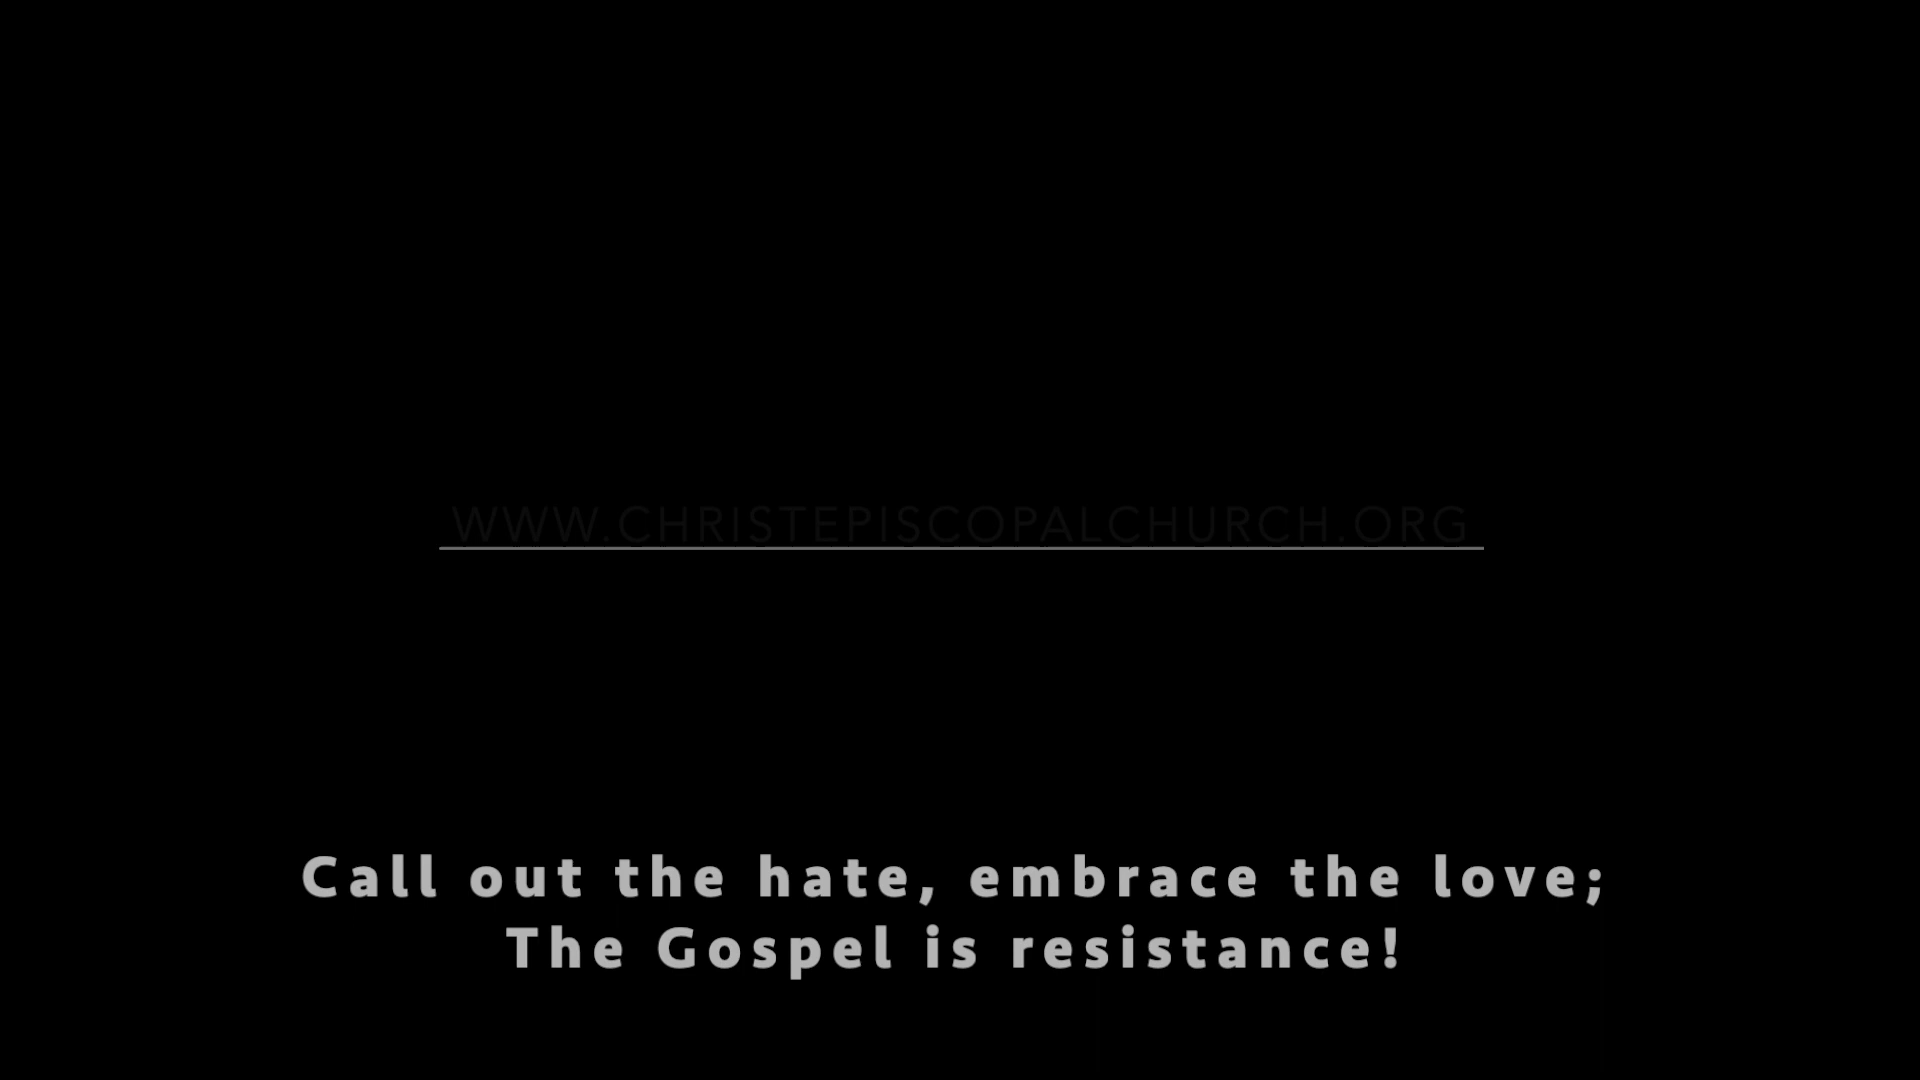 WWW.CHRISTEPISCOPALCHURCH.ORG
Call out the hate, embrace the love;
The Gospel is resistance!